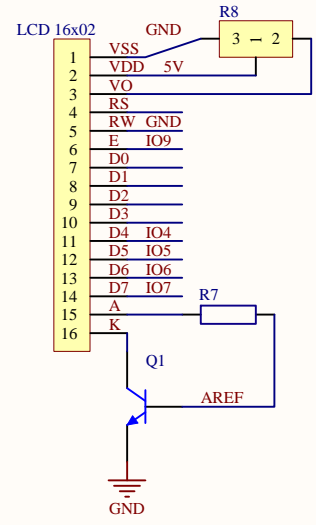 R8
LCD 16x02
GND
3 1 2
1 VSS
2 VDD 5V
3 VO
4 RS
5 RW GND
6 E IO9
7 D0
8 D1
9 D2
10 D3
11 D4 IO4
12 D5 IO5
13 D6 IO6
14 D7 IO7
15 A
R7
16 K
Q1
AREF
GND